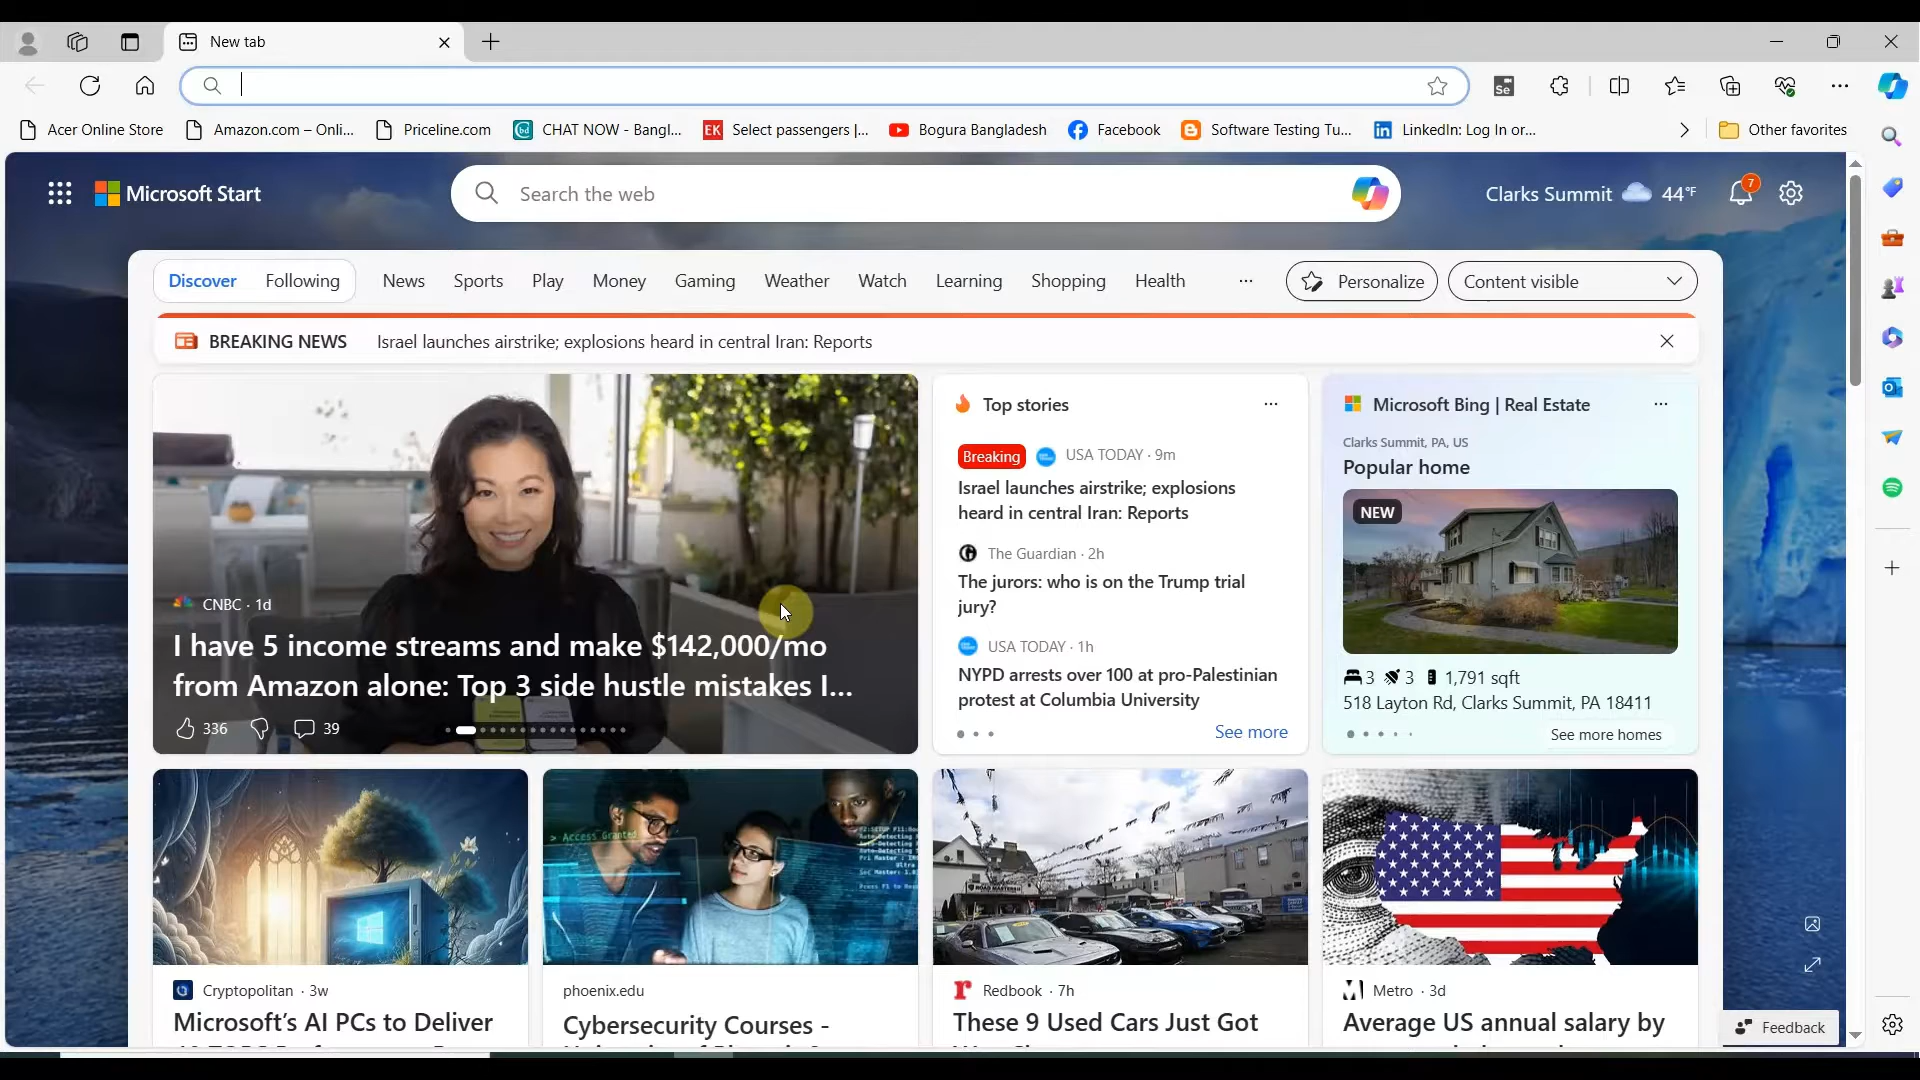 New tab
Se
Acer Online Store
Amazon.com – Onli...
Priceline.com
CHAT NOW - Bangl...
EK Select passengers |...
Bogura Bangladesh
Facebook
Software Testing Tu...
LinkedIn: Log In or...
Other favorites
Microsoft Start
Search the web
Clarks Summit 44°F
7
Discover
Following
News
Sports
Play
Money
Gaming
Weather
Watch
Learning
Shopping
Health
...
Personalize
Content visible
BREAKING NEWS Israel launches airstrike; explosions heard in central Iran: Reports
CNBC · 1d
I have 5 income streams and make $142,000/mo
from Amazon alone: Top 3 side hustle mistakes I...
336
39
Top stories
Breaking USA TODAY · 9m
Israel launches airstrike; explosions
heard in central Iran: Reports
The Guardian · 2h
The jurors: who is on the Trump trial
jury?
USA TODAY · 1h
NYPD arrests over 100 at pro-Palestinian
protest at Columbia University
See more
Microsoft Bing | Real Estate
Clarks Summit, PA, US
Popular home
NEW
3 3 1,791 sqft
518 Layton Rd, Clarks Summit, PA 18411
See more homes
Cryptopolitan · 3w
Microsoft's AI PCs to Deliver
> Access Granted
phoenix.edu
Cybersecurity Courses -
Redbook · 7h
These 9 Used Cars Just Got
Metro · 3d
Average US annual salary by
Feedback